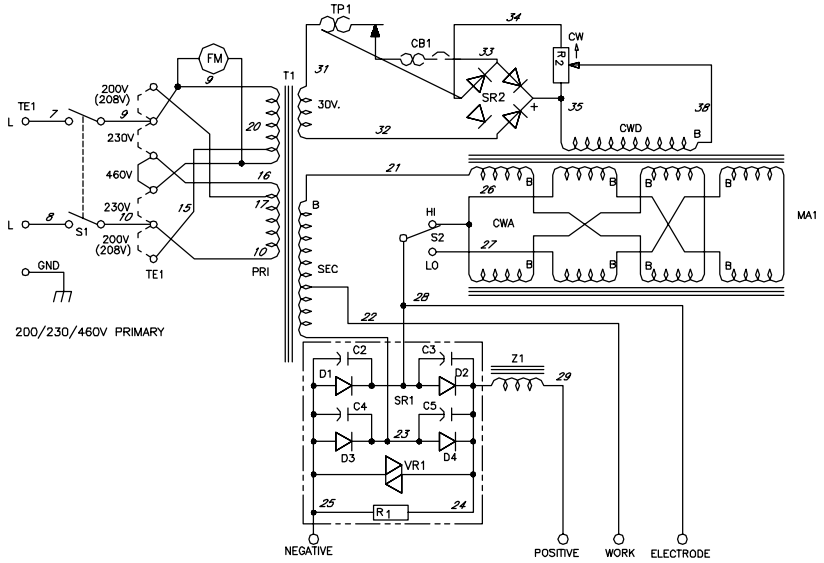 TP1
34
CB1
33
CW
R2
FM
9
T1
31
200V
(208V)
30V.
SR2
+
TE1
7
9
L
20
35
38
CWD
B
230V
32
460V
16
21
B
B
B
B
26
230V
15
17
B
HI
S2
CWA
MA1
8
10
L
S1
200V
(208V)
27
LO
TE1
10
PRI
SEC
B
B
B
B
GND
28
22
200/230/460V PRIMARY
C2
C3
Z1
D1
D2
29
SR1
C4
C5
23
D3
D4
VR1
25
24
R1
NEGATIVE
POSITIVE
WORK
ELECTRODE